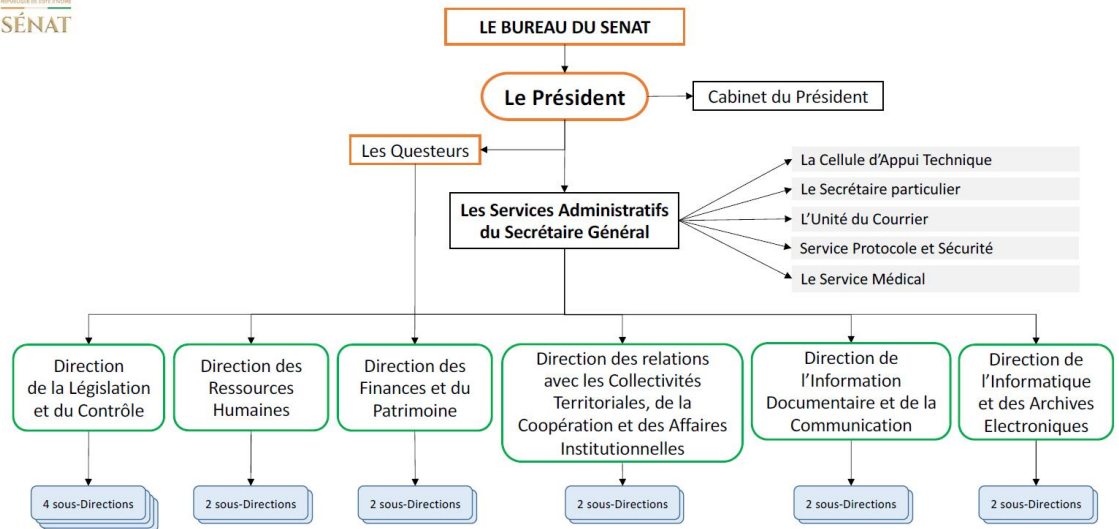 RÉPUBLIQUE DE CÔTE D'IVOIRE
SÉNAT
LE BUREAU DU SENAT
Le Président
Cabinet du Président
Les Questeurs
Les Services Administratifs
du Secrétaire Général
La Cellule d'Appui Technique
Le Secrétaire particulier
L'Unité du Courrier
Service Protocole et Sécurité
Le Service Médical
Direction
de la Législation
et du Contrôle
Direction des
Ressources
Humaines
Direction des
Finances et du
Patrimoine
Direction des relations
avec les Collectivités
Territoriales, de la
Coopération et des Affaires
Institutionnelles
Direction de
l'Information
Documentaire et de la
Communication
Direction de
l'Informatique
et des Archives
Electroniques
4 sous-Directions
2 sous-Directions
2 sous-Directions
2 sous-Directions
2 sous-Directions
2 sous-Directions